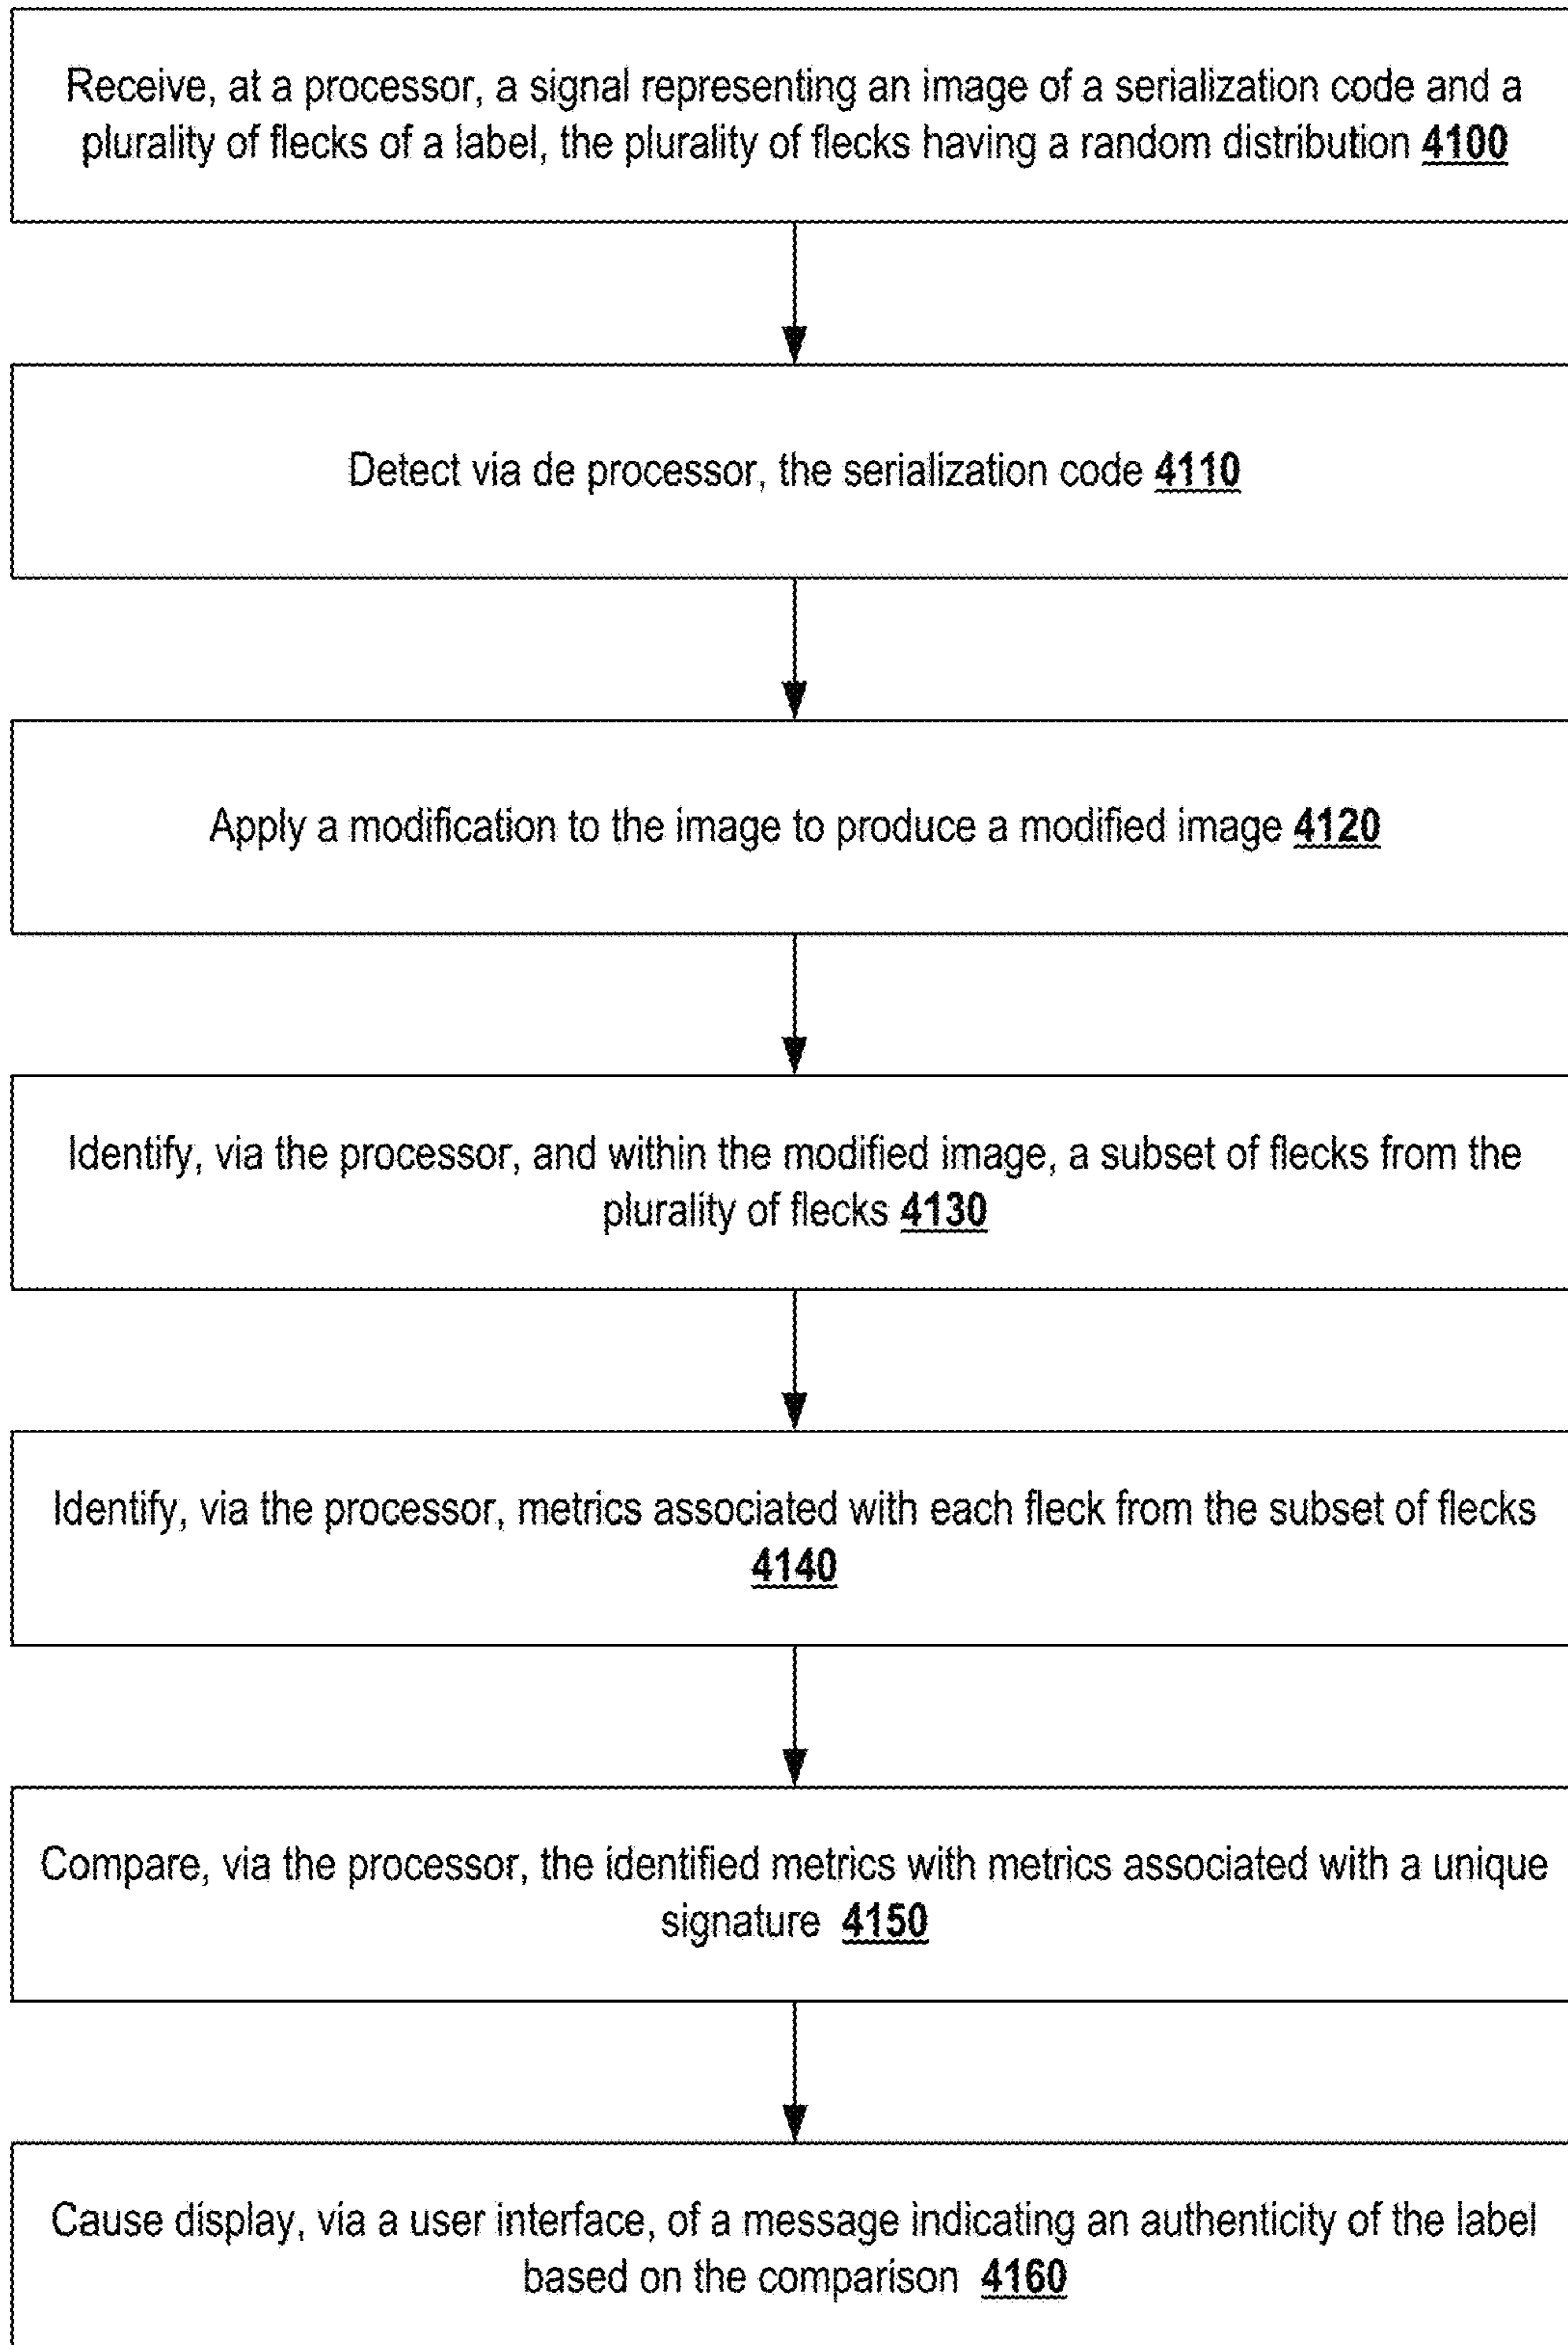 Receive, at a processor, a signal representing an image of a serialization code and a
plurality of flecks of a label, the plurality of flecks having a random distribution 4100
Detect via de processor, the serialization code 4110
Apply a modification to the image to produce a modified image 4120
Identify, via the processor, and within the modified image, a subset of flecks from the
plurality of flecks 4130
Identify, via the processor, metrics associated with each fleck from the subset of flecks
4140
Compare, via the processor, the identified metrics with metrics associated with a unique
signature 4150
Cause display, via a user interface, of a message indicating an authenticity of the label
based on the comparison 4160